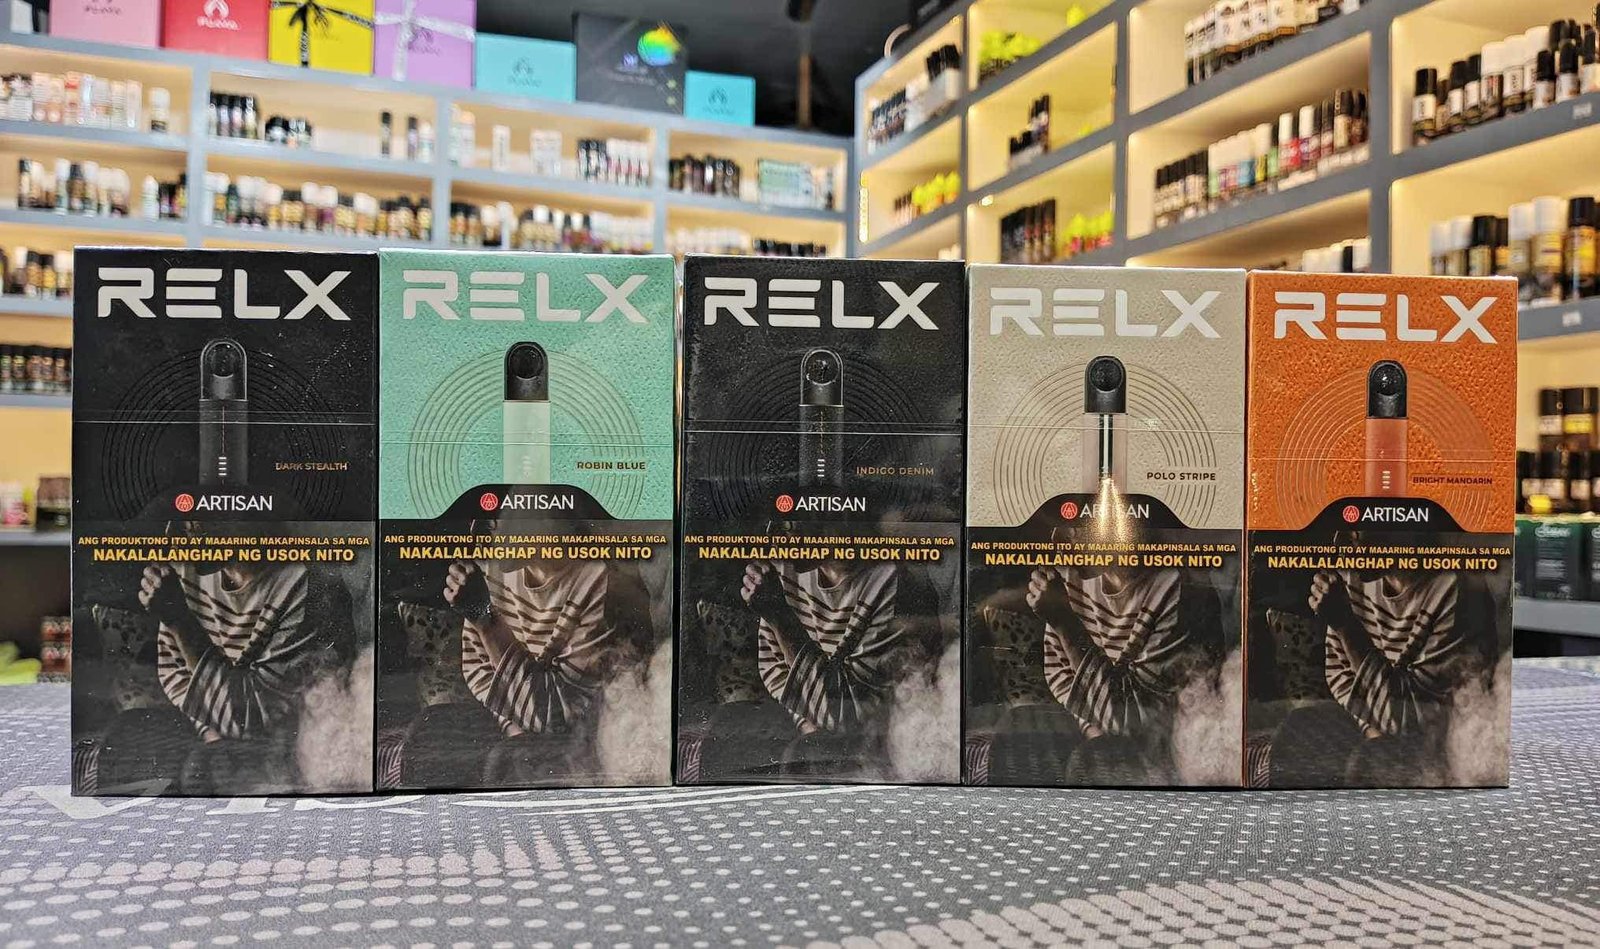 RELX
DARK STEALTH
ARTISAN
ANG PRODUKTONG ITO AY MAAARING MAKAPINSALA SA MGA
NAKALALANGHAP NG USOK NITO
RELX
ROBIN BLUE
ARTISAN
ANG PRODUKTONG ITO AY MAAARING MAKAPINSALA SA MGA
NAKALALANGHAP NG USOK NITO
RELX
INDIGO DENIM
ARTISAN
ANG PRODUKTONG ITO AY MAAARING MAKAPINSALA SA MGA
NAKALALANGHAP NG USOK NITO
RELX
POLO STRIPE
ARTISAN
ANG PRODUKTONG ITO AY MAAARING MAKAPINSALA SA MGA
NAKALALANGHAP NG USOK NITO
RELX
BRIGHT MANDARIN
ARTISAN
ANG PRODUKTONG ITO AY MAAARING MAKAPINSALA SA MGA
NAKALALANGHAP NG USOK NITO